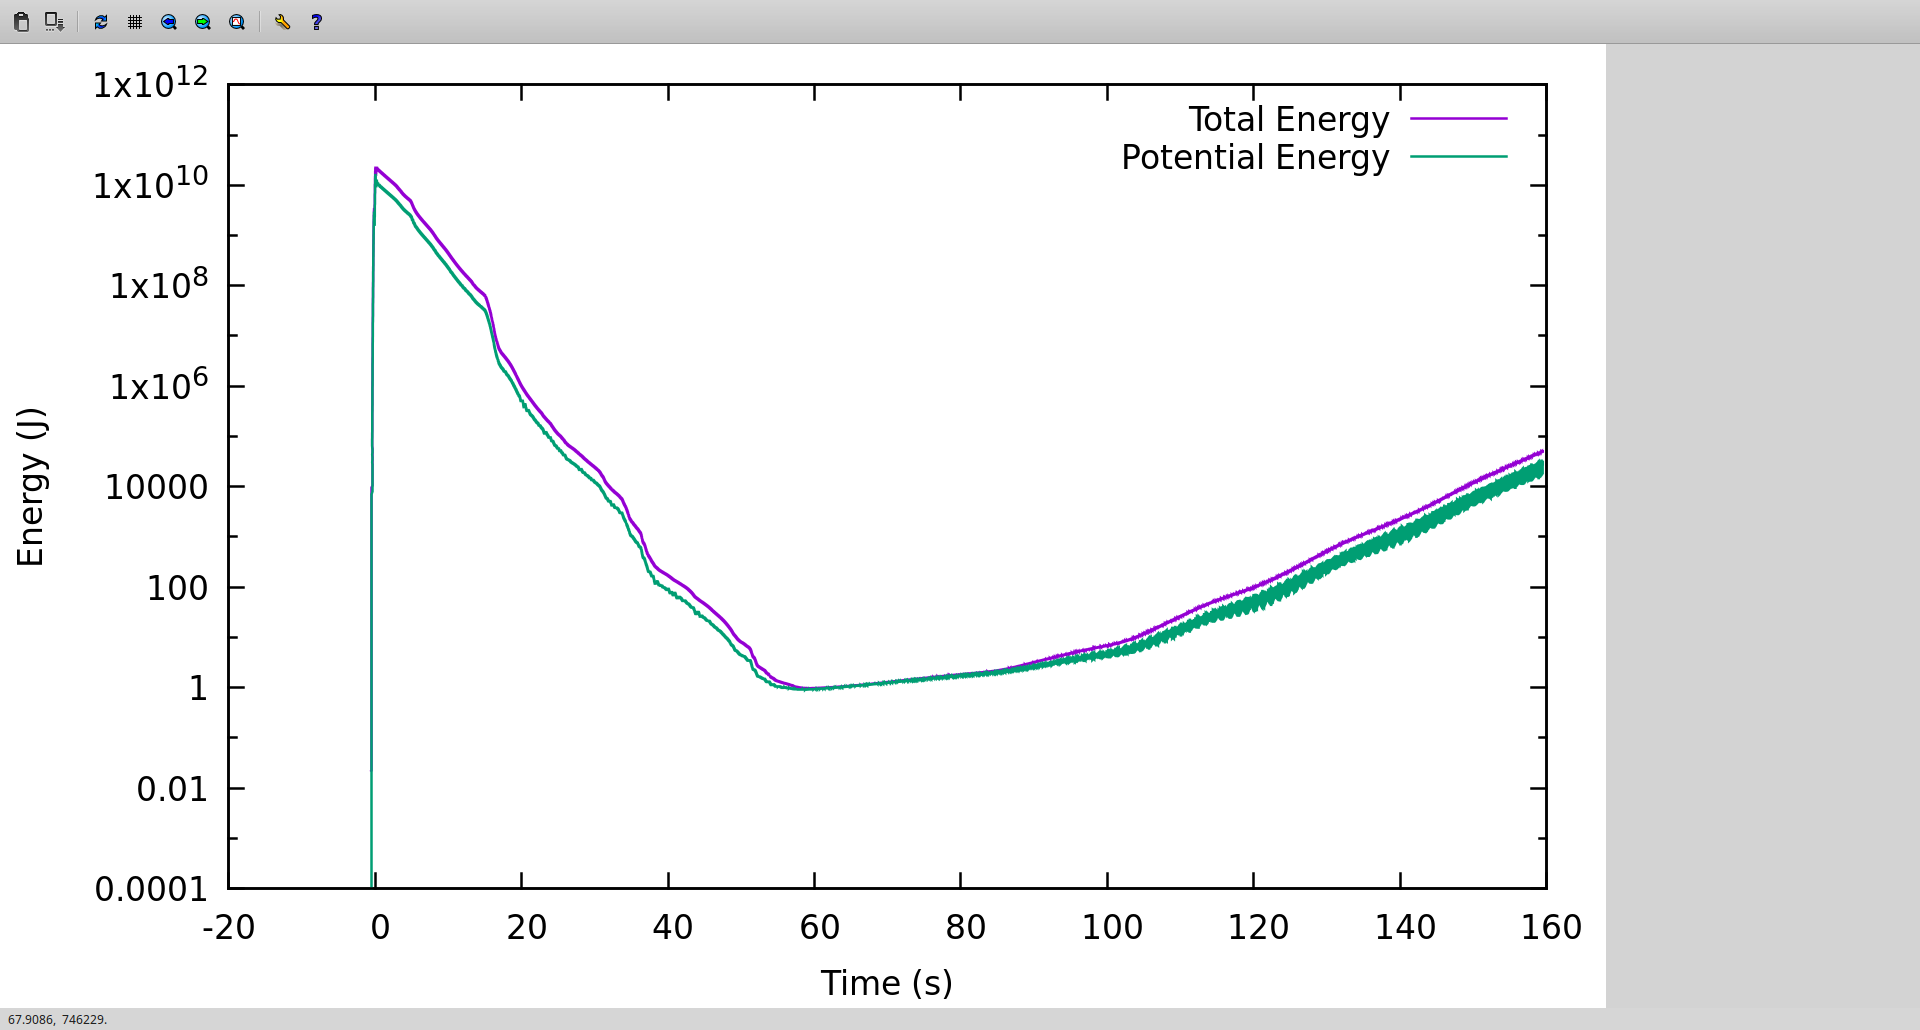 ?
1x10^12
Total Energy
Potential Energy
1x10^10
1x10^8
1x10^6
10000
100
1
0.01
0.0001
Energy (J)
-20 0 20 40 60 80 100 120 140 160
Time (s)
67.9086, 746229.